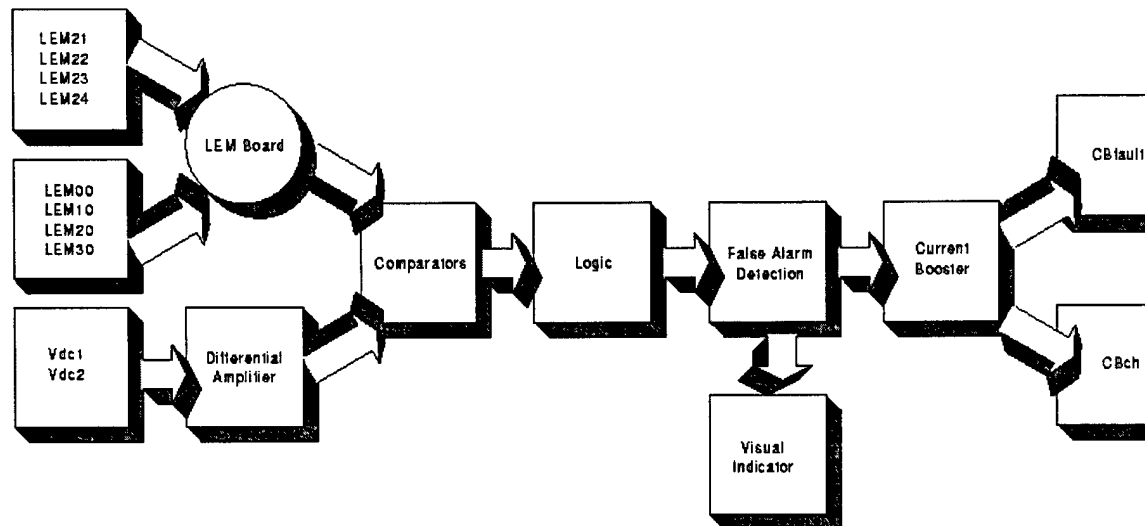 LEM21
LEM22
LEM23
LEM24
LEM Board
LEM00
LEM10
LEM20
LEM30
Vdc1
Vdc2
Differential
Amplifier
Comparators
Logic
False Alarm
Detection
Visual
Indicator
Current
Booster
CBfault
CBch